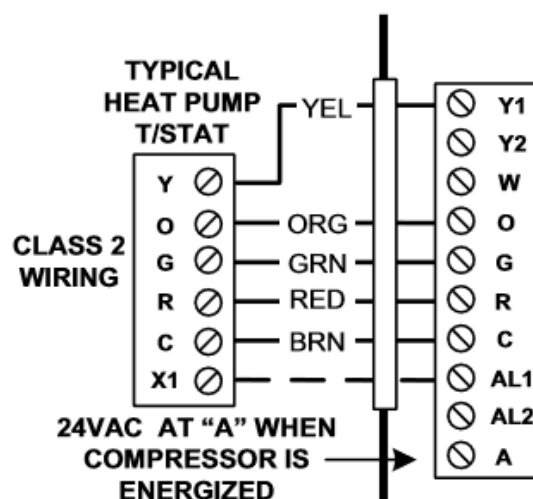 TYPICAL
HEAT PUMP
T/STAT
CLASS 2
WIRING
Y
O
G
R
C
X1
YEL
ORG
GRN
RED
BRN
Y1
Y2
W
O
G
R
C
AL1
AL2
A
24VAC AT “A” WHEN
COMPRESSOR IS
ENERGIZED